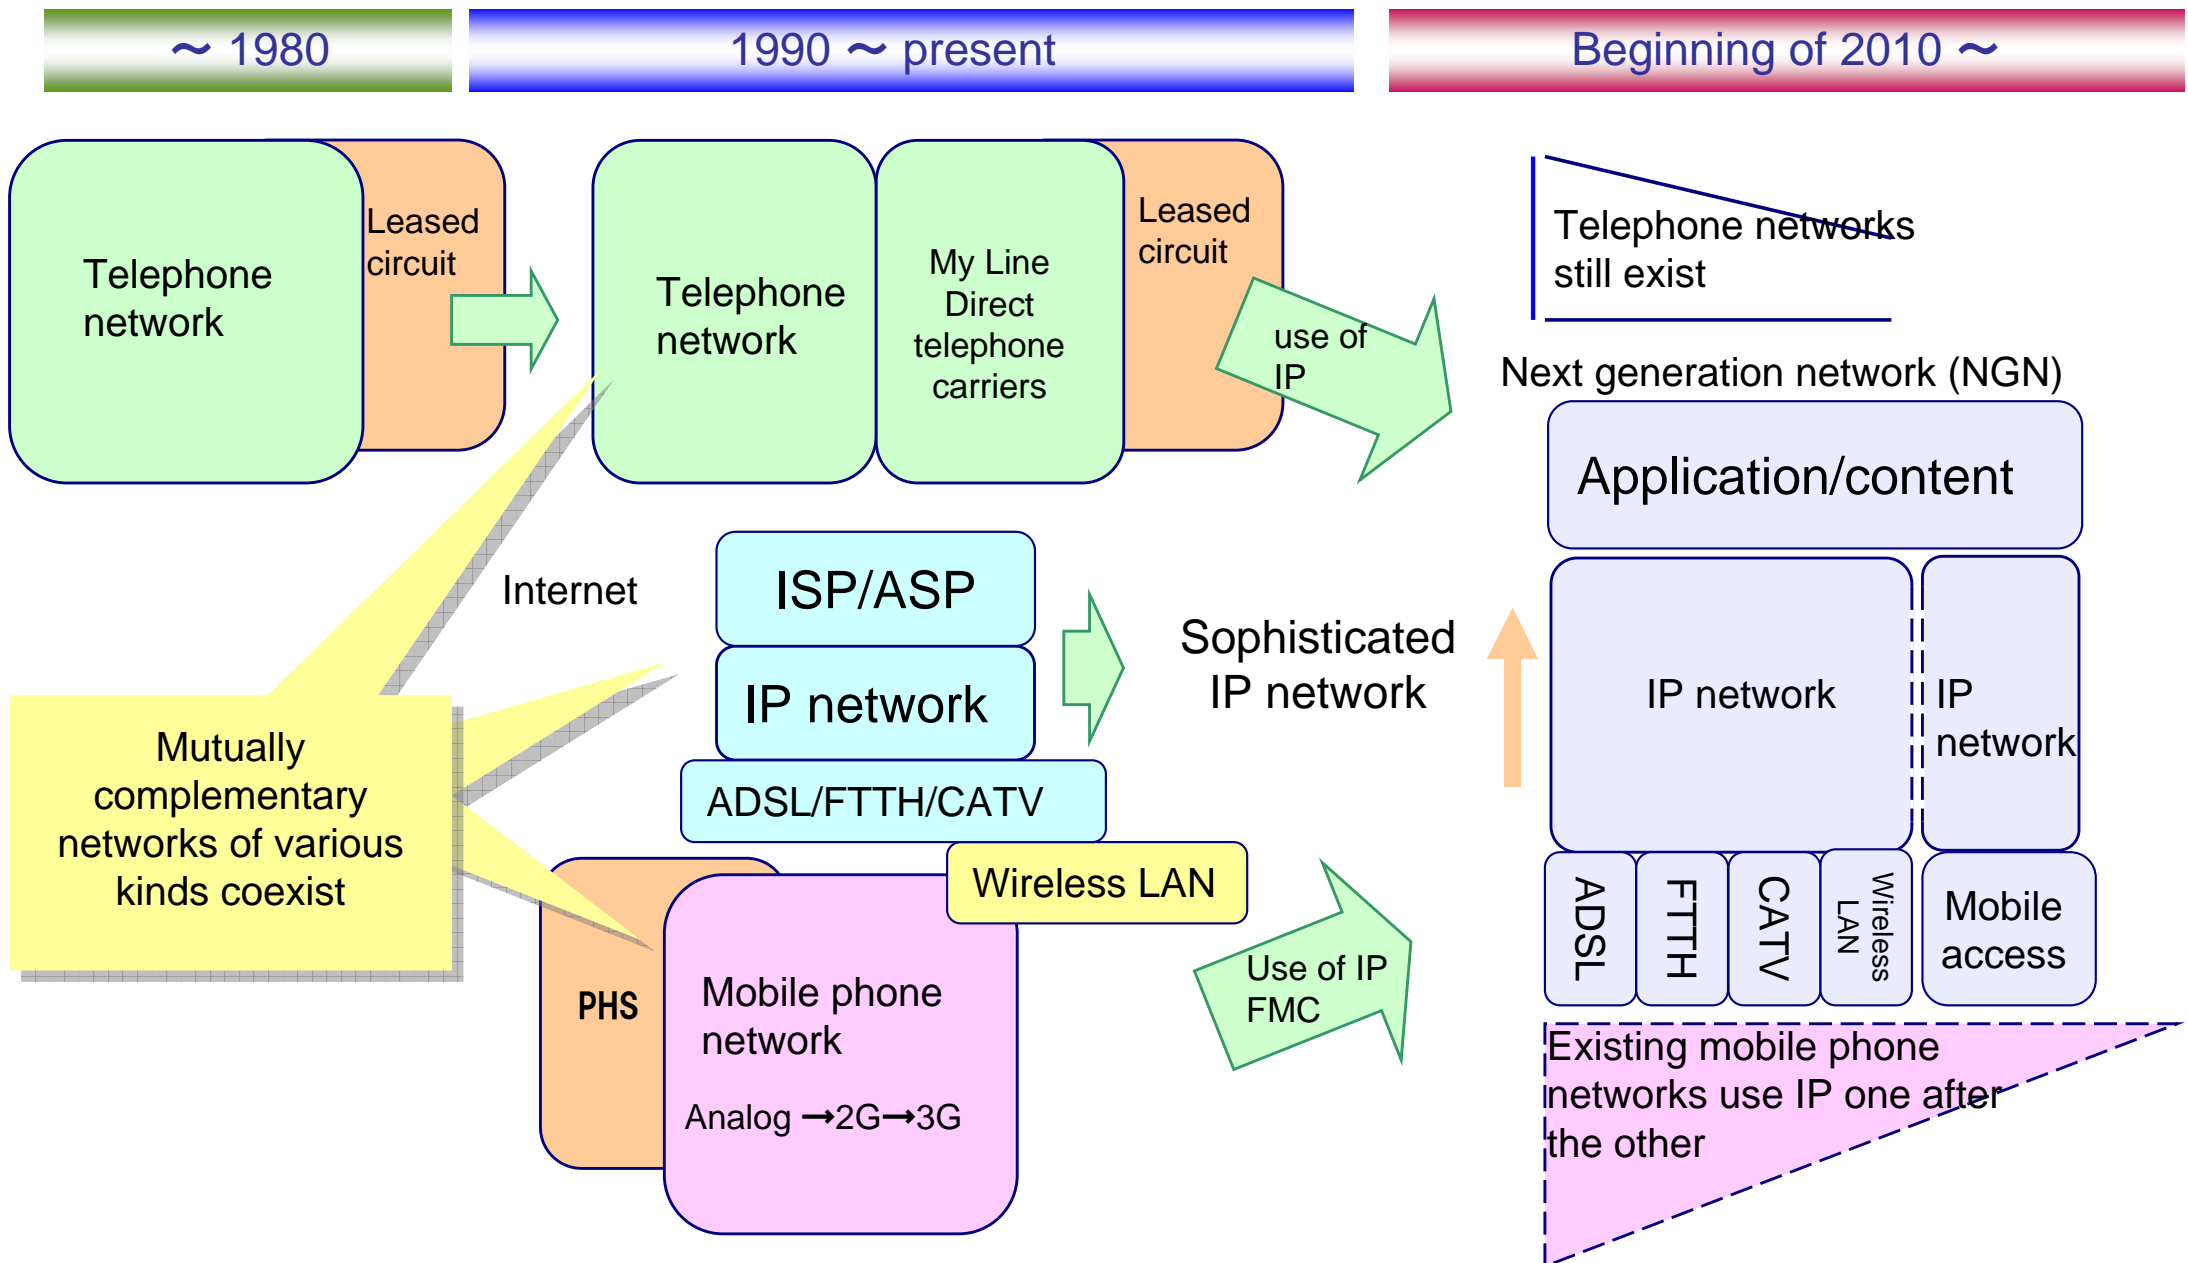 ～ 1980
1990 ～ present
Beginning of 2010 ～
Telephone
network
Leased
circuit
Telephone
network
My Line
Direct
telephone
carriers
Leased
circuit
use of
IP
Telephone networks
still exist
Next generation network (NGN)
Application/content
IP network
IP
network
ADSL
FTTH
CATV
Wireless
LAN
Mobile
access
Internet
ISP/ASP
IP network
ADSL/FTTH/CATV
Wireless LAN
Sophisticated
IP network
Mutually
complementary
networks of various
kinds coexist
PHS
Mobile phone
network
Analog →2G→3G
Use of IP
FMC
Existing mobile phone
networks use IP one after
the other